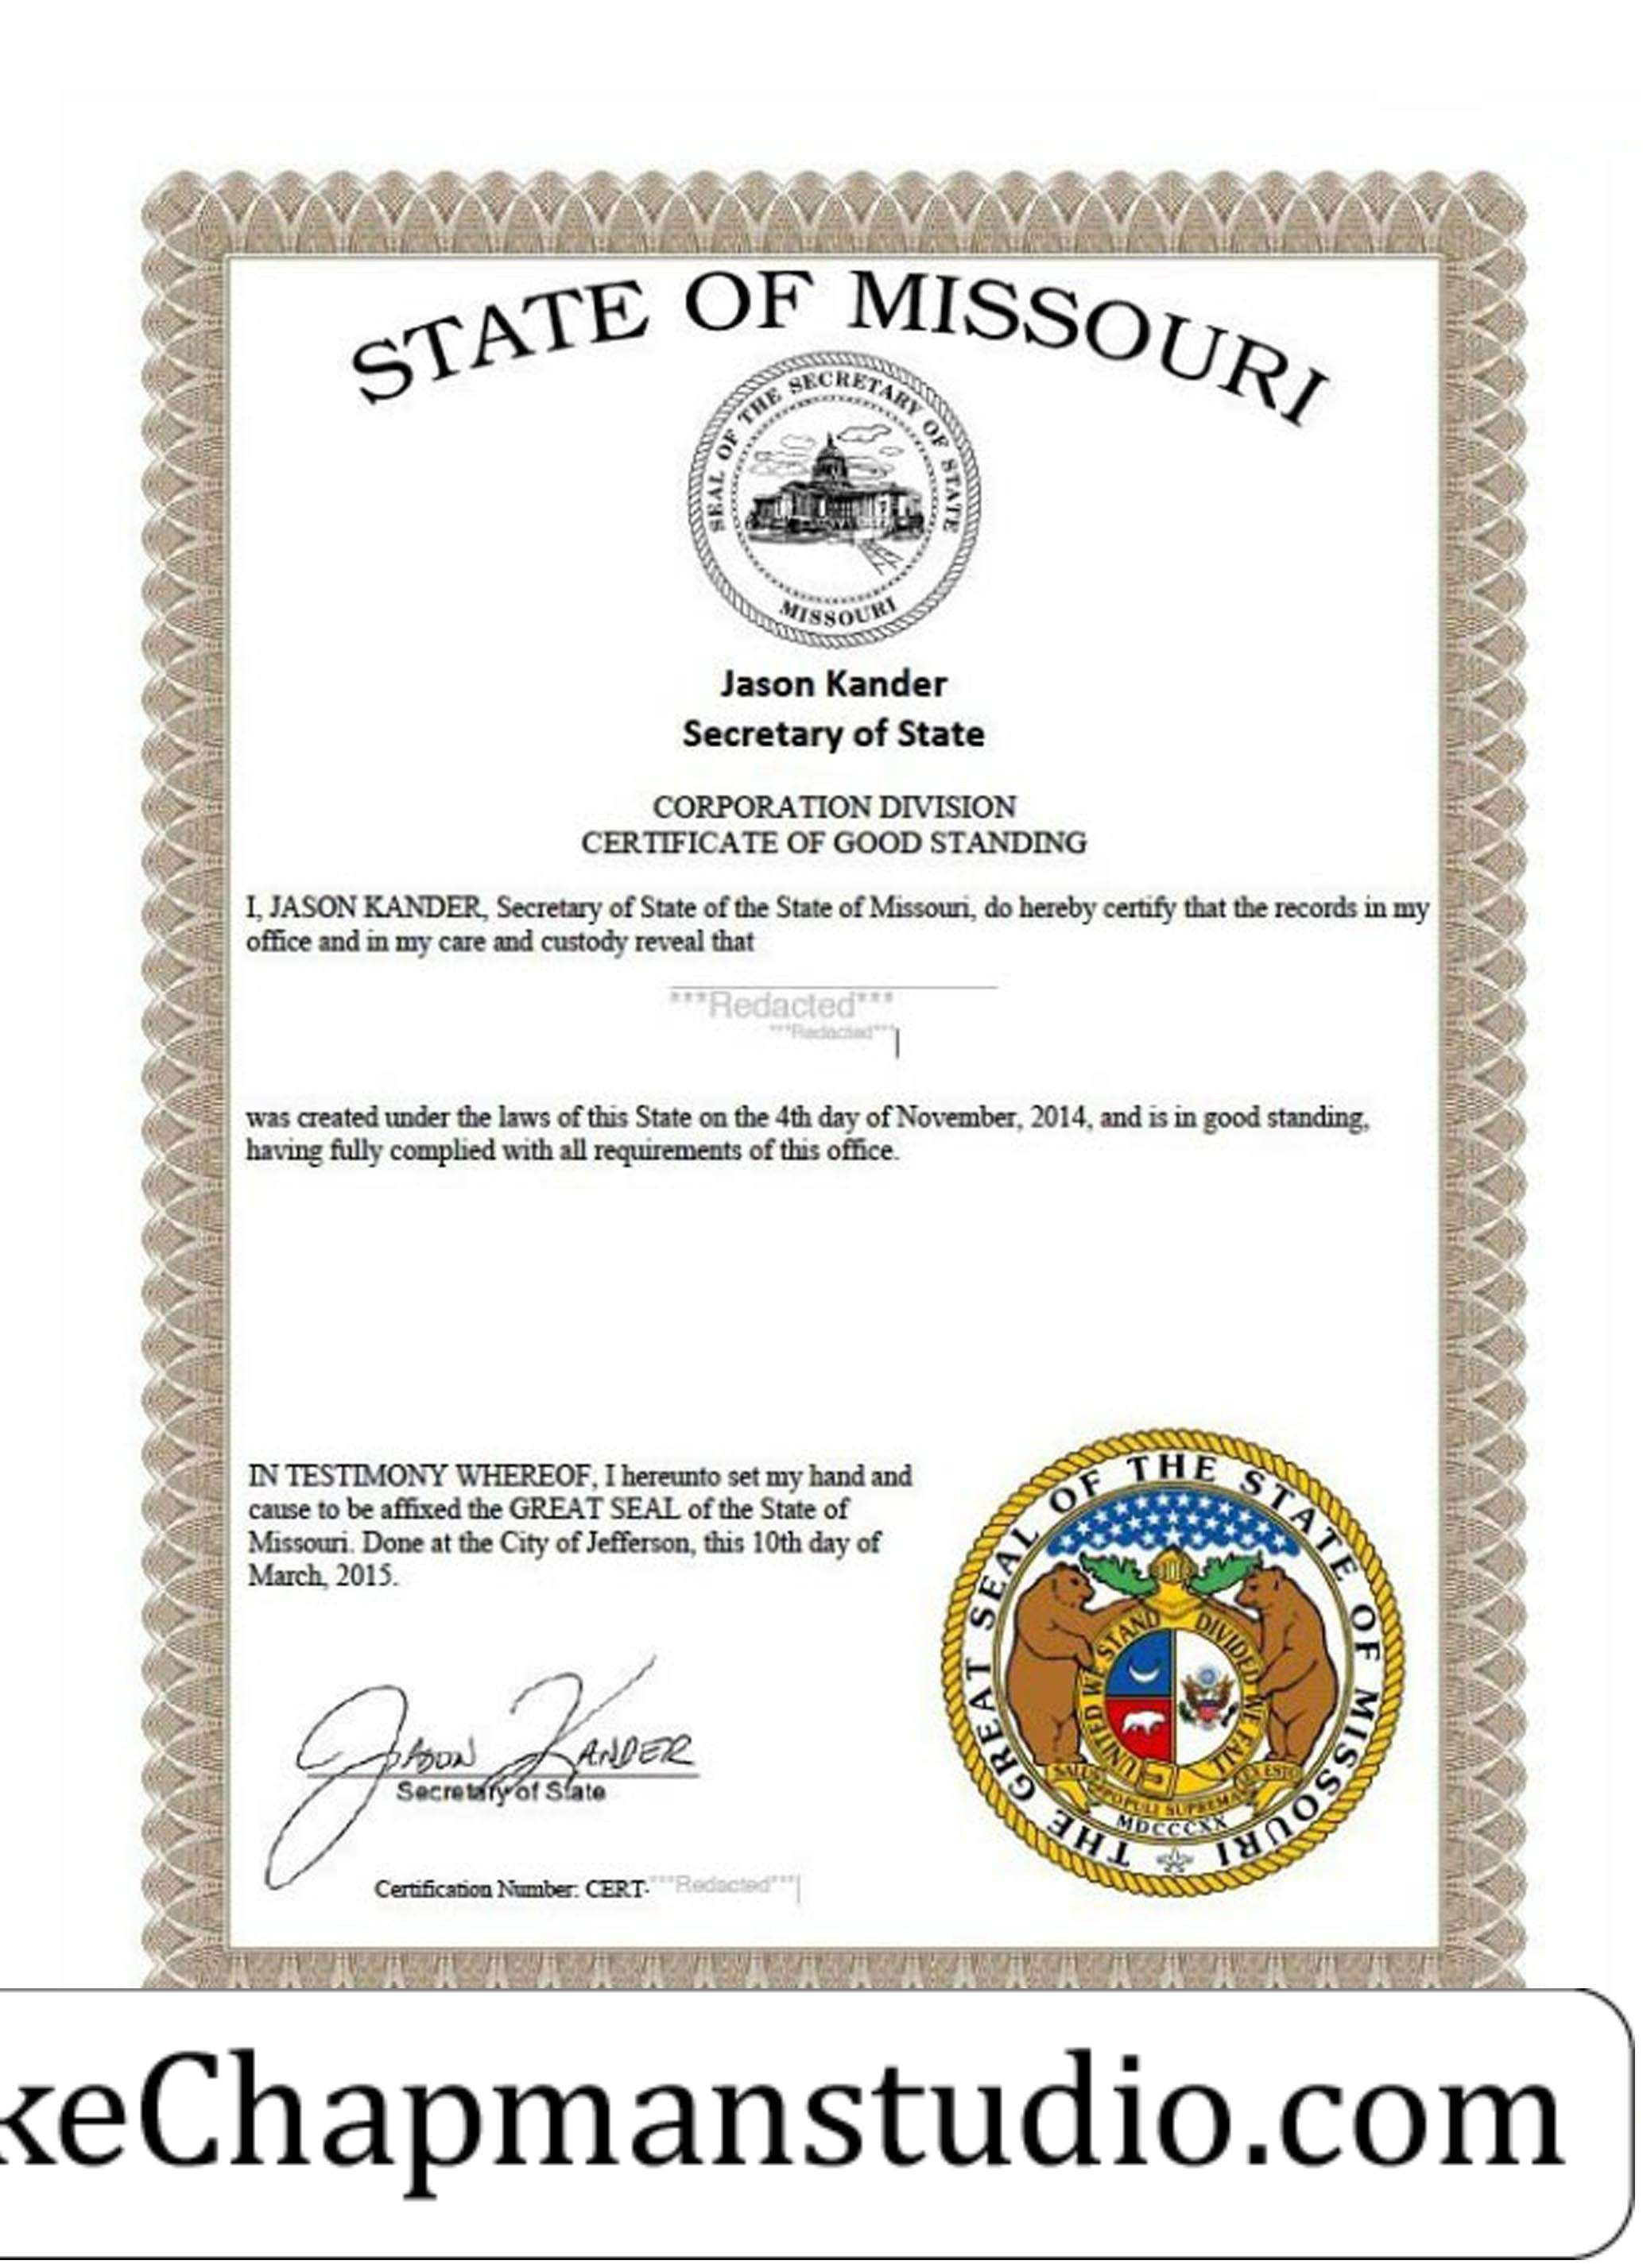 STATE OF MISSOURI
SEAL OF THE SECRETARY OF STATE
MISSOURI
Jason Kander
Secretary of State
CORPORATION DIVISION
CERTIFICATE OF GOOD STANDING
I, JASON KANDER, Secretary of State of the State of Missouri, do hereby certify that the records in my
office and in my care and custody reveal that
***Redacted***
***Redacted***
was created under the laws of this State on the 4th day of November, 2014, and is in good standing,
having fully complied with all requirements of this office.
IN TESTIMONY WHEREOF, I hereunto set my hand and
cause to be affixed the GREAT SEAL of the State of
Missouri. Done at the City of Jefferson, this 10th day of
March, 2015.
THE GREAT SEAL OF THE STATE OF MISSOURI
UNITED WE STAND DIVIDED WE FALL
SALUS POPULI SUPREMA LEX ESTO
MDCCCXX
JASON KANDER
Secretary of State
Certification Number: CERT-***Redacted***
keChapmanstudio.com